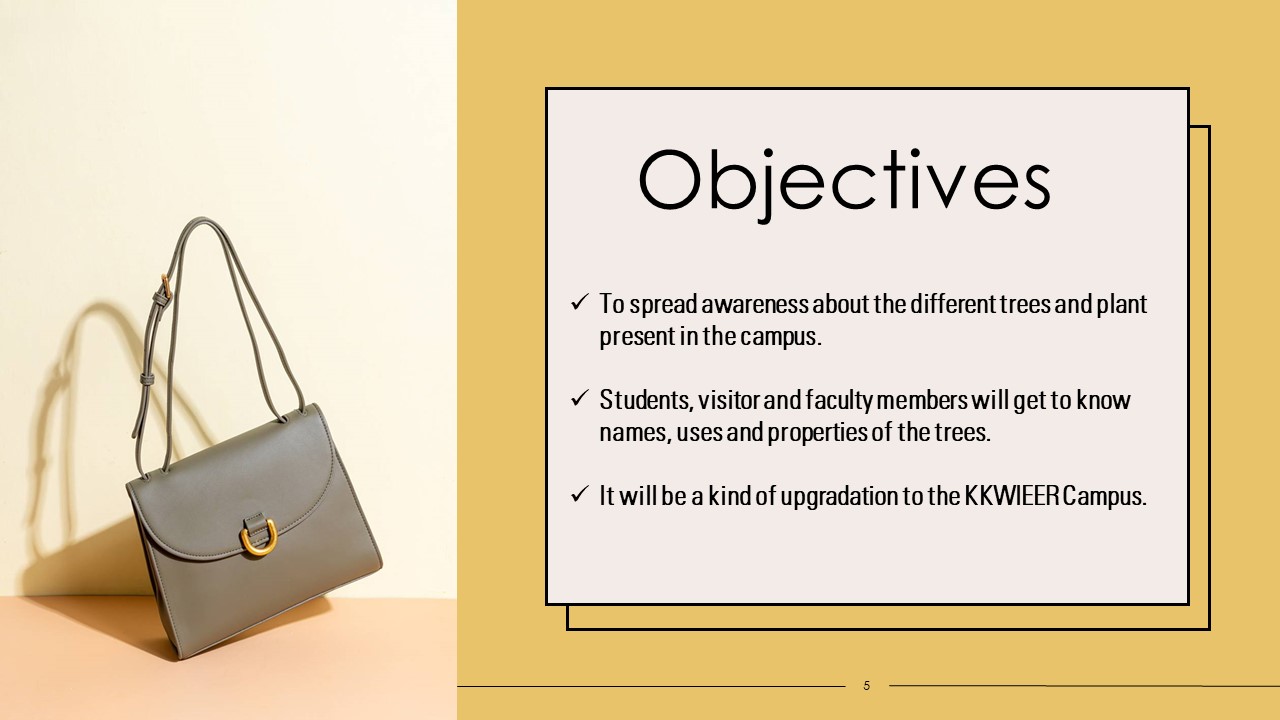 Objectives
✓ To spread awareness about the different trees and plant
present in the campus.
✓ Students, visitor and faculty members will get to know
names, uses and properties of the trees.
✓ It will be a kind of upgradation to the KKWIEER Campus.
5